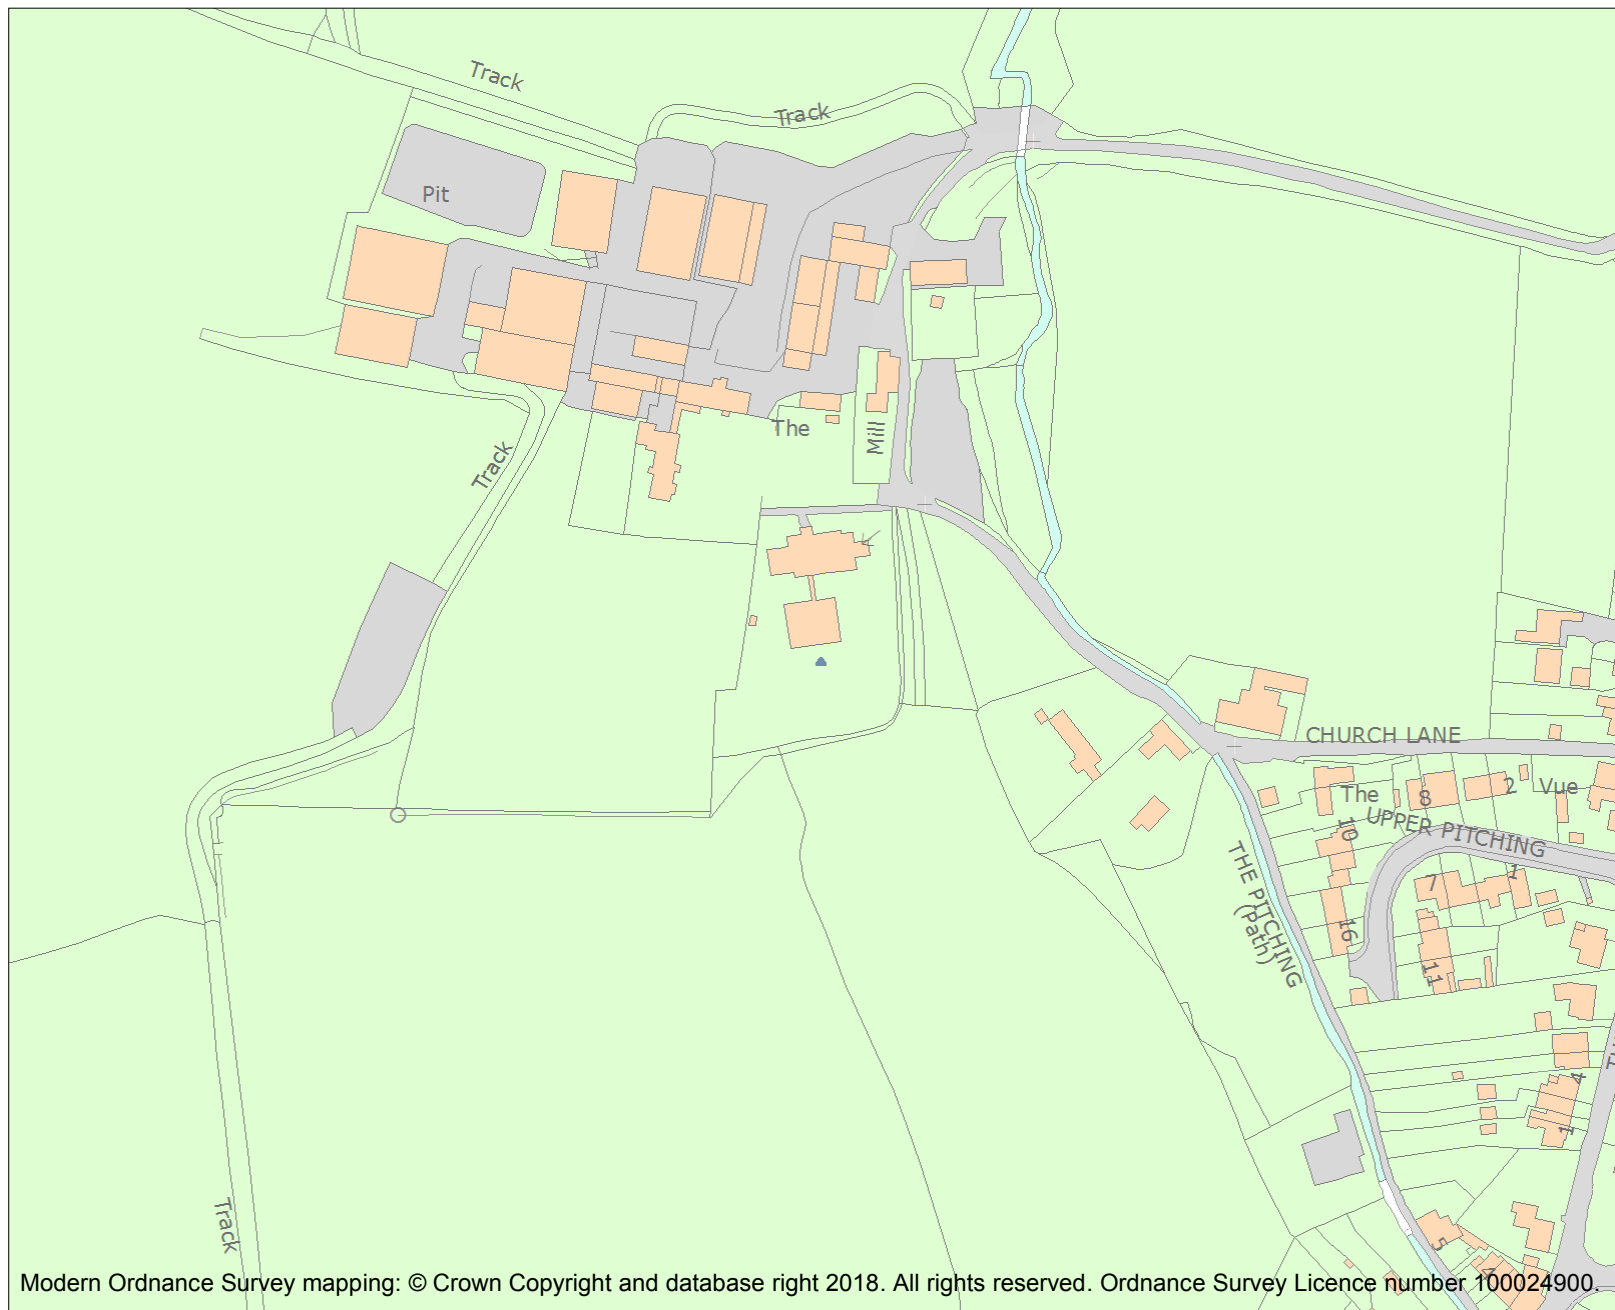 Track
Track
Pit
The
Mill
Track
CHURCH LANE
The
8
2
Vue
10
UPPER PITCHING
7
1
THE PITCHING
(Path)
16
11
4
1
Track
5
4
Modern Ordnance Survey mapping: © Crown Copyright and database right 2018. All rights reserved. Ordnance Survey Licence number 100024900.